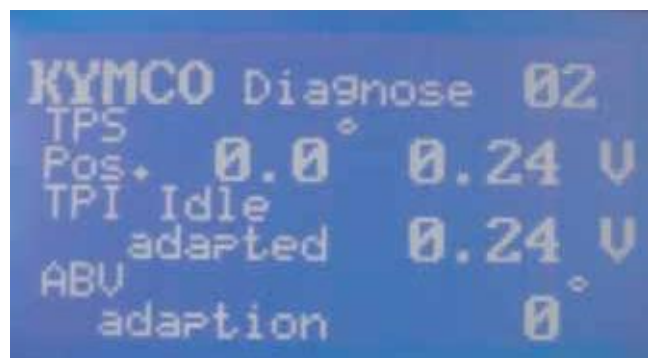 KYMCO Diagnose 02
TPS
Pos. 0.0° 0.24 V
TPI Idle
adapted 0.24 V
ABV
adaption 0°